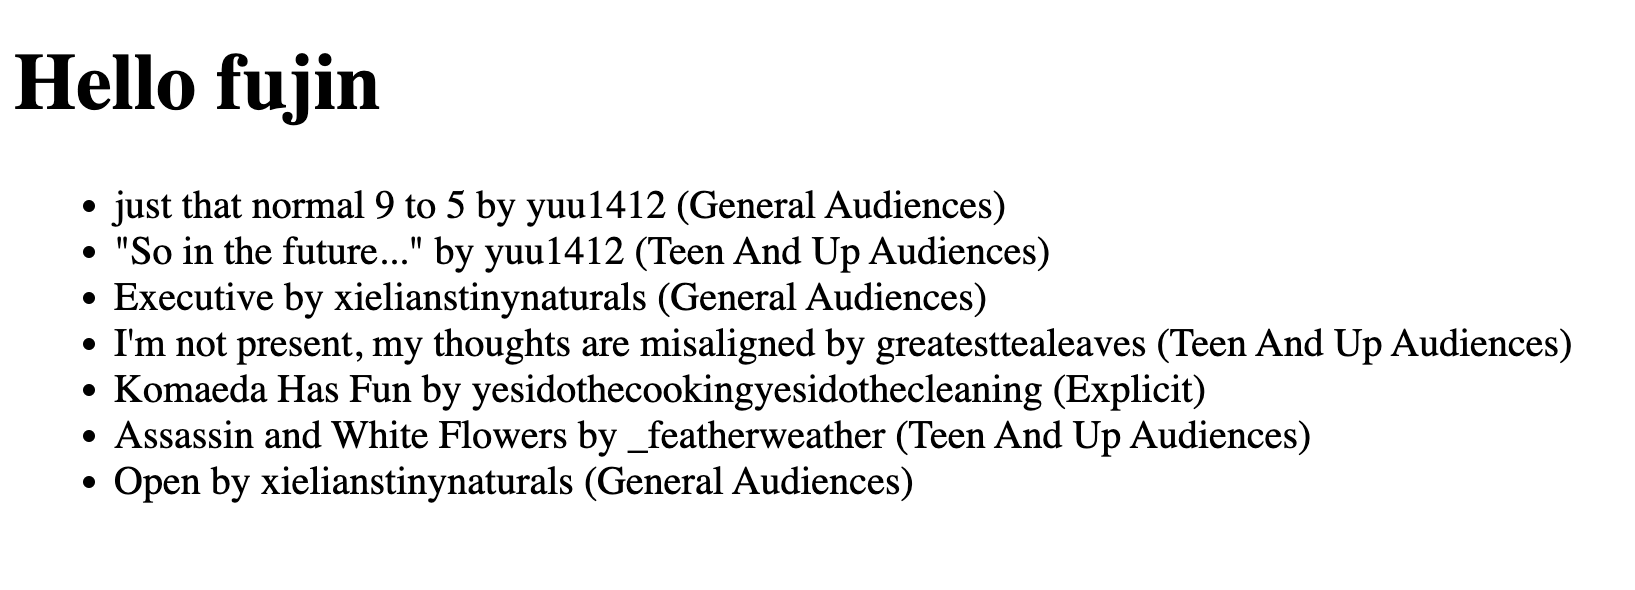 Hello fujin
just that normal 9 to 5 by yuu1412 (General Audiences)
"So in the future..." by yuu1412 (Teen And Up Audiences)
Executive by xielianstinynaturals (General Audiences)
I'm not present, my thoughts are misaligned by greatesttealeaves (Teen And Up Audiences)
Komaeda Has Fun by yesidothecookingyesidothecleaning (Explicit)
Assassin and White Flowers by _featherweather (Teen And Up Audiences)
Open by xielianstinynaturals (General Audiences)